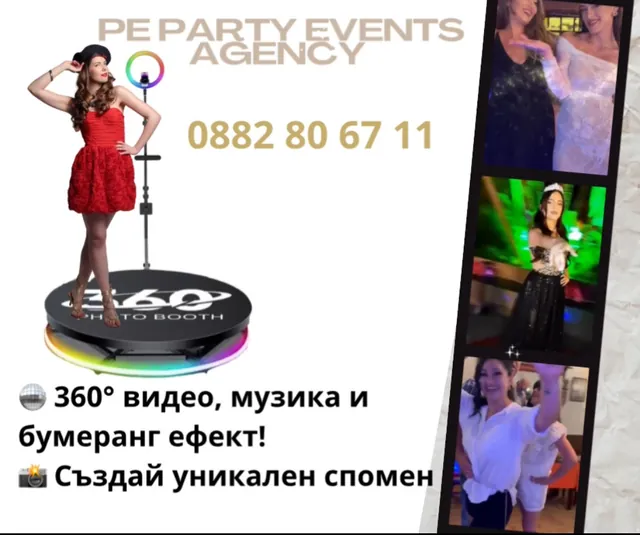 PE PARTY EVENTS
AGENCY
0882 80 67 11
360
PHOTO BOOTH
🪩 360° видео, музика и
бумеранг ефект!
📸 Създай уникален спомен